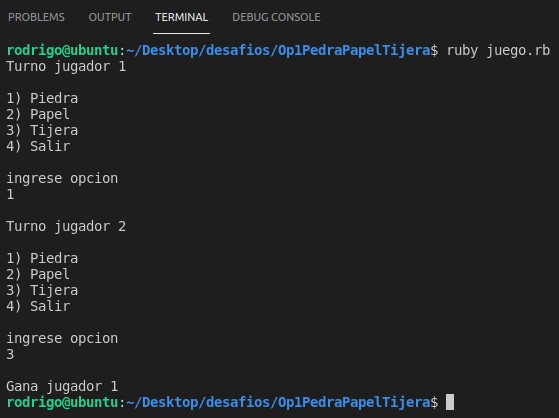 PROBLEMS OUTPUT TERMINAL DEBUG CONSOLE
rodrigo@ubuntu:~/Desktop/desafios/Op1PedraPapelTijera$ ruby juego.rb
Turno jugador 1
1) Piedra
2) Papel
3) Tijera
4) Salir
ingrese opcion
1
Turno jugador 2
1) Piedra
2) Papel
3) Tijera
4) Salir
ingrese opcion
3
Gana jugador 1
rodrigo@ubuntu:~/Desktop/desafios/Op1PedraPapelTijera$